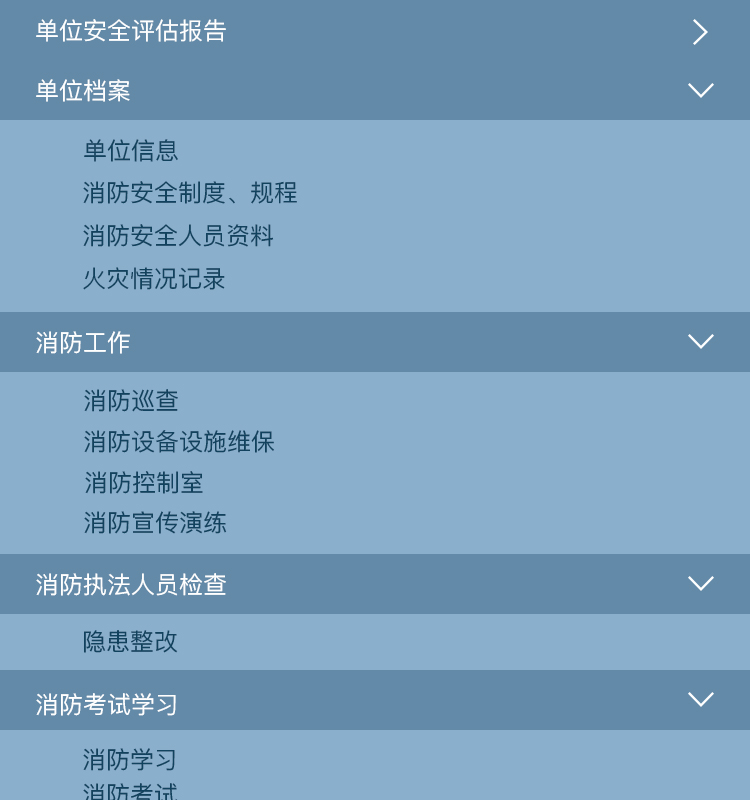 单位安全评估报告
单位档案
单位信息
消防安全制度、规程
消防安全人员资料
火灾情况记录
消防工作
消防巡查
消防设备设施维保
消防控制室
消防宣传演练
消防执法人员检查
隐患整改
消防考试学习
消防学习
消防考试